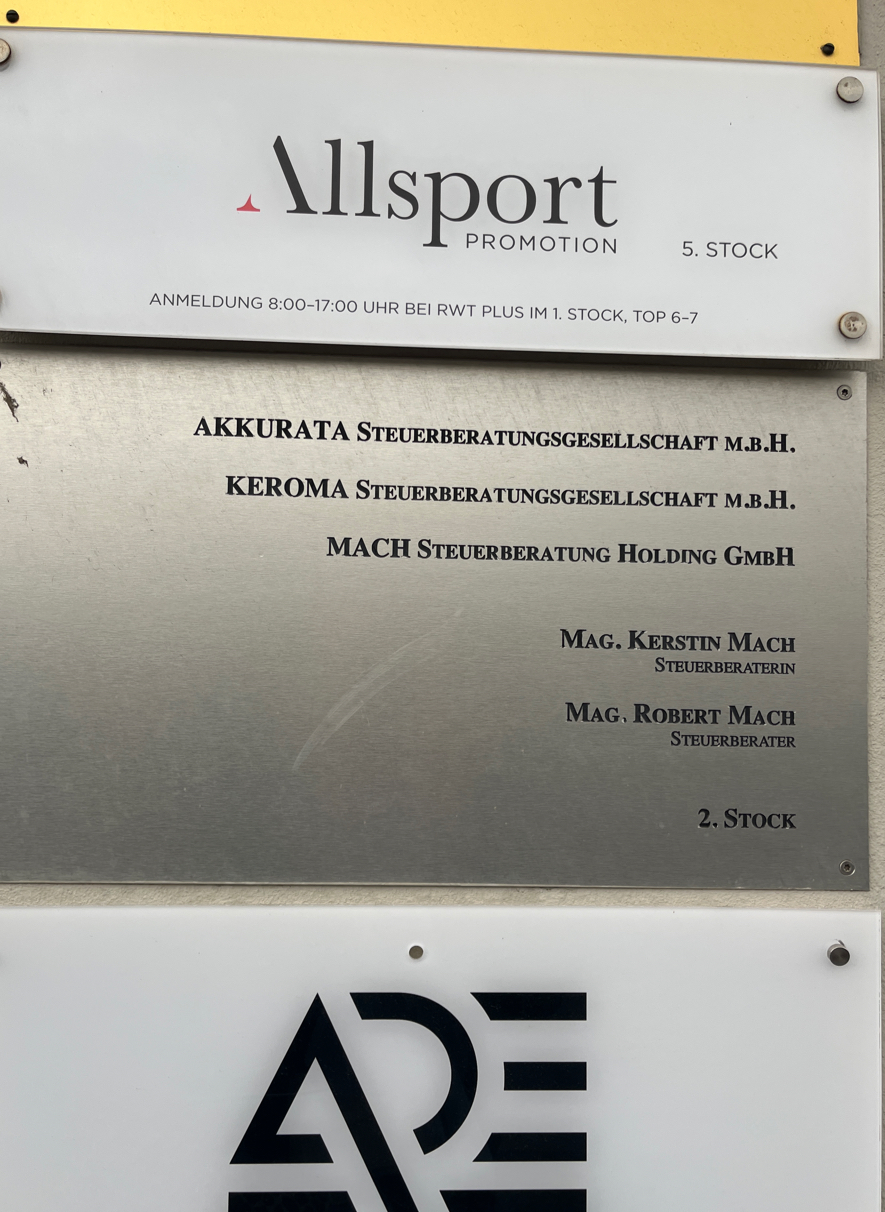 Allsport
PROMOTION
5. STOCK
ANMELDUNG 8:00–17:00 UHR BEI RWT PLUS IM 1. STOCK, TOP 6–7
AKKURATA STEUERBERATUNGSGESELLSCHAFT M.B.H.
KEROMA STEUERBERATUNGSGESELLSCHAFT M.B.H.
MACH STEUERBERATUNG HOLDING GMBH
MAG. KERSTIN MACH
STEUERBERATERIN
MAG. ROBERT MACH
STEUERBERATER
2. STOCK
ARE